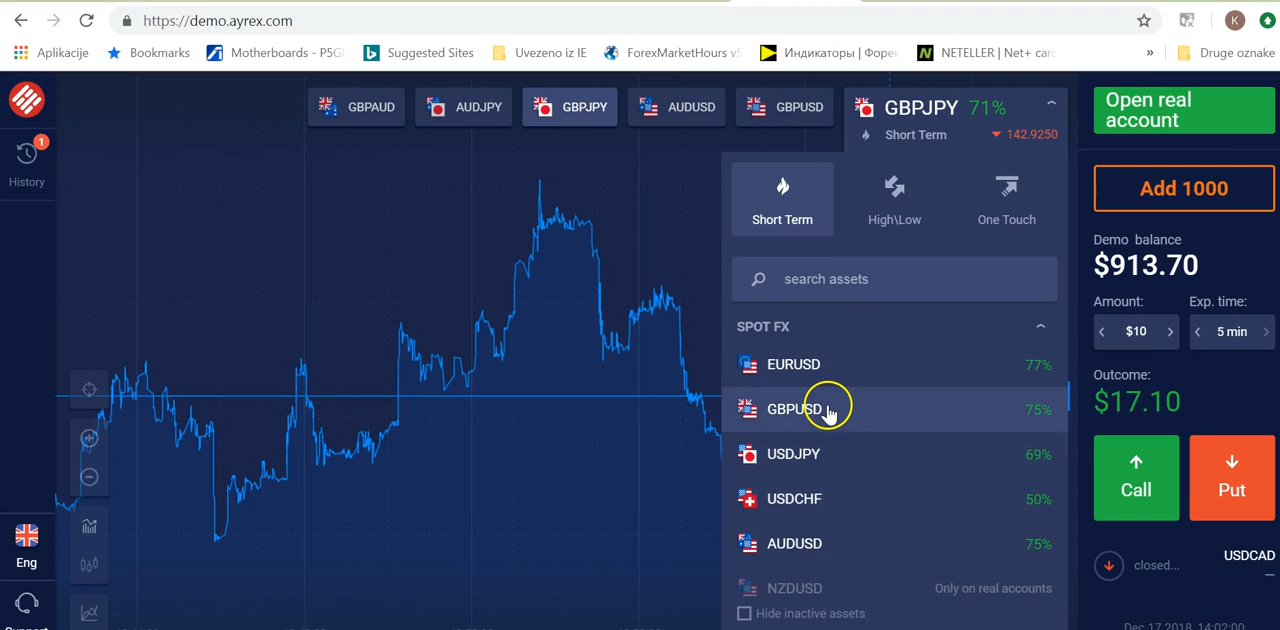 https://demo.ayrex.com
K
Aplikacije
Bookmarks
Motherboards - P5G
Suggested Sites
Uvezeno iz IE
ForexMarketHours v5
Индикаторы | Форек
NETELLER | Net+ card
»
Druge oznake
GBPAUD
AUDJPY
GBPJPY
AUDUSD
GBPUSD
GBPJPY 71%
Short Term
142.9250
Open real
account
1
History
Short Term
High\Low
One Touch
Add 1000
Demo balance
$913.70
search assets
Amount:
Exp. time:
$10
5 min
SPOT FX
EURUSD 77%
GBPUSD 75%
USDJPY 69%
USDCHF 50%
AUDUSD 75%
NZDUSD Only on real accounts
Hide inactive assets
Outcome:
$17.10
Call
Put
USDCAD
closed...
Dec 17 2018, 14:02:00
Eng